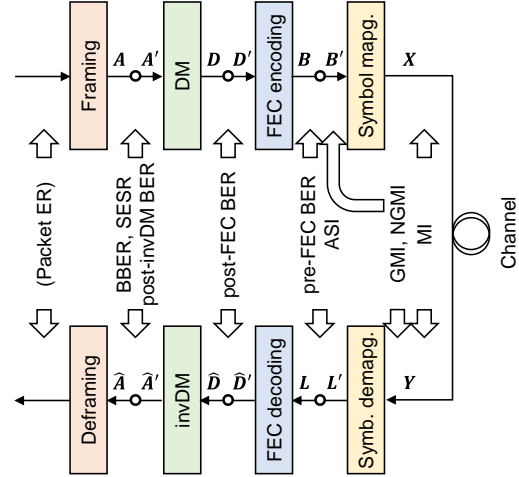 Framing
A
A′
DM
D
D′
FEC encoding
B
B′
Symbol mapg.
X
(Packet ER)
BBER, SESR
post-invDM BER
post-FEC BER
pre-FEC BER
ASI
GMI, NGMI
MI
Channel
Deframing
Â
Â′
invDM
D̂
D̂′
FEC decoding
L
L′
Symb. demapg.
Y